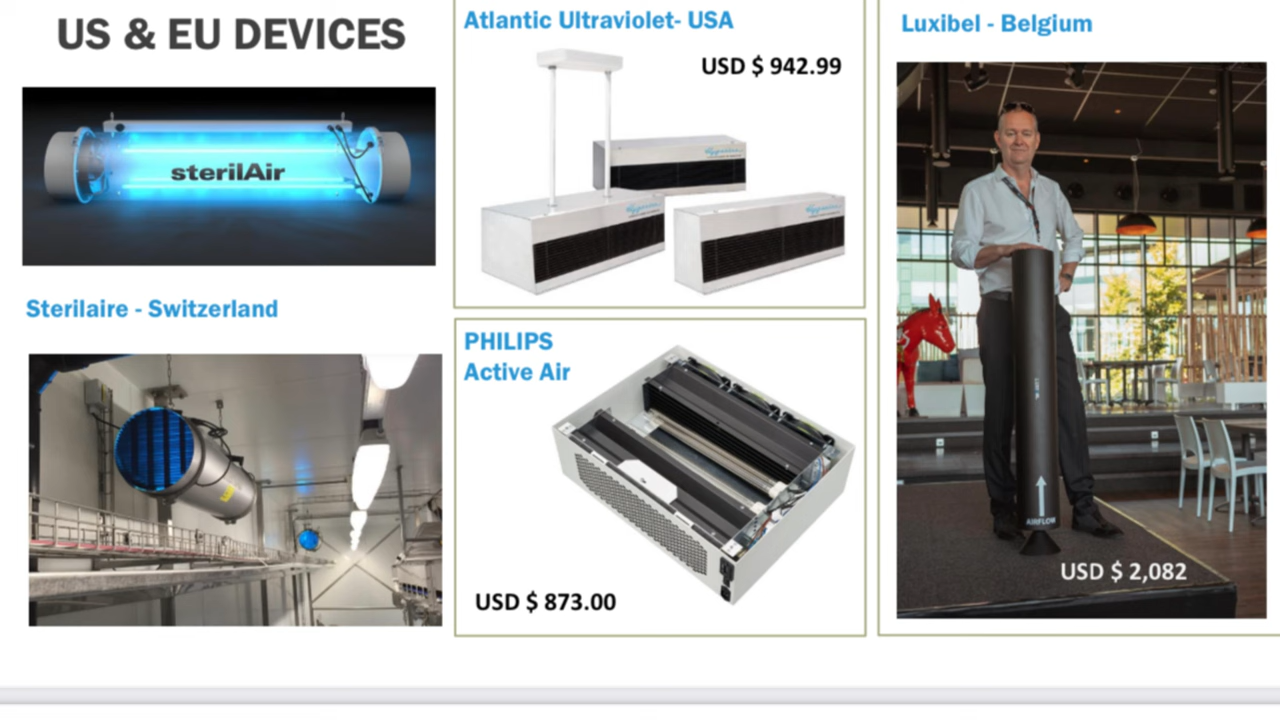 US & EU DEVICES
sterilAir
Sterilaire - Switzerland
Atlantic Ultraviolet- USA
USD $ 942.99
PHILIPS
Active Air
USD $ 873.00
Luxibel - Belgium
AIRFLOW
USD $ 2,082